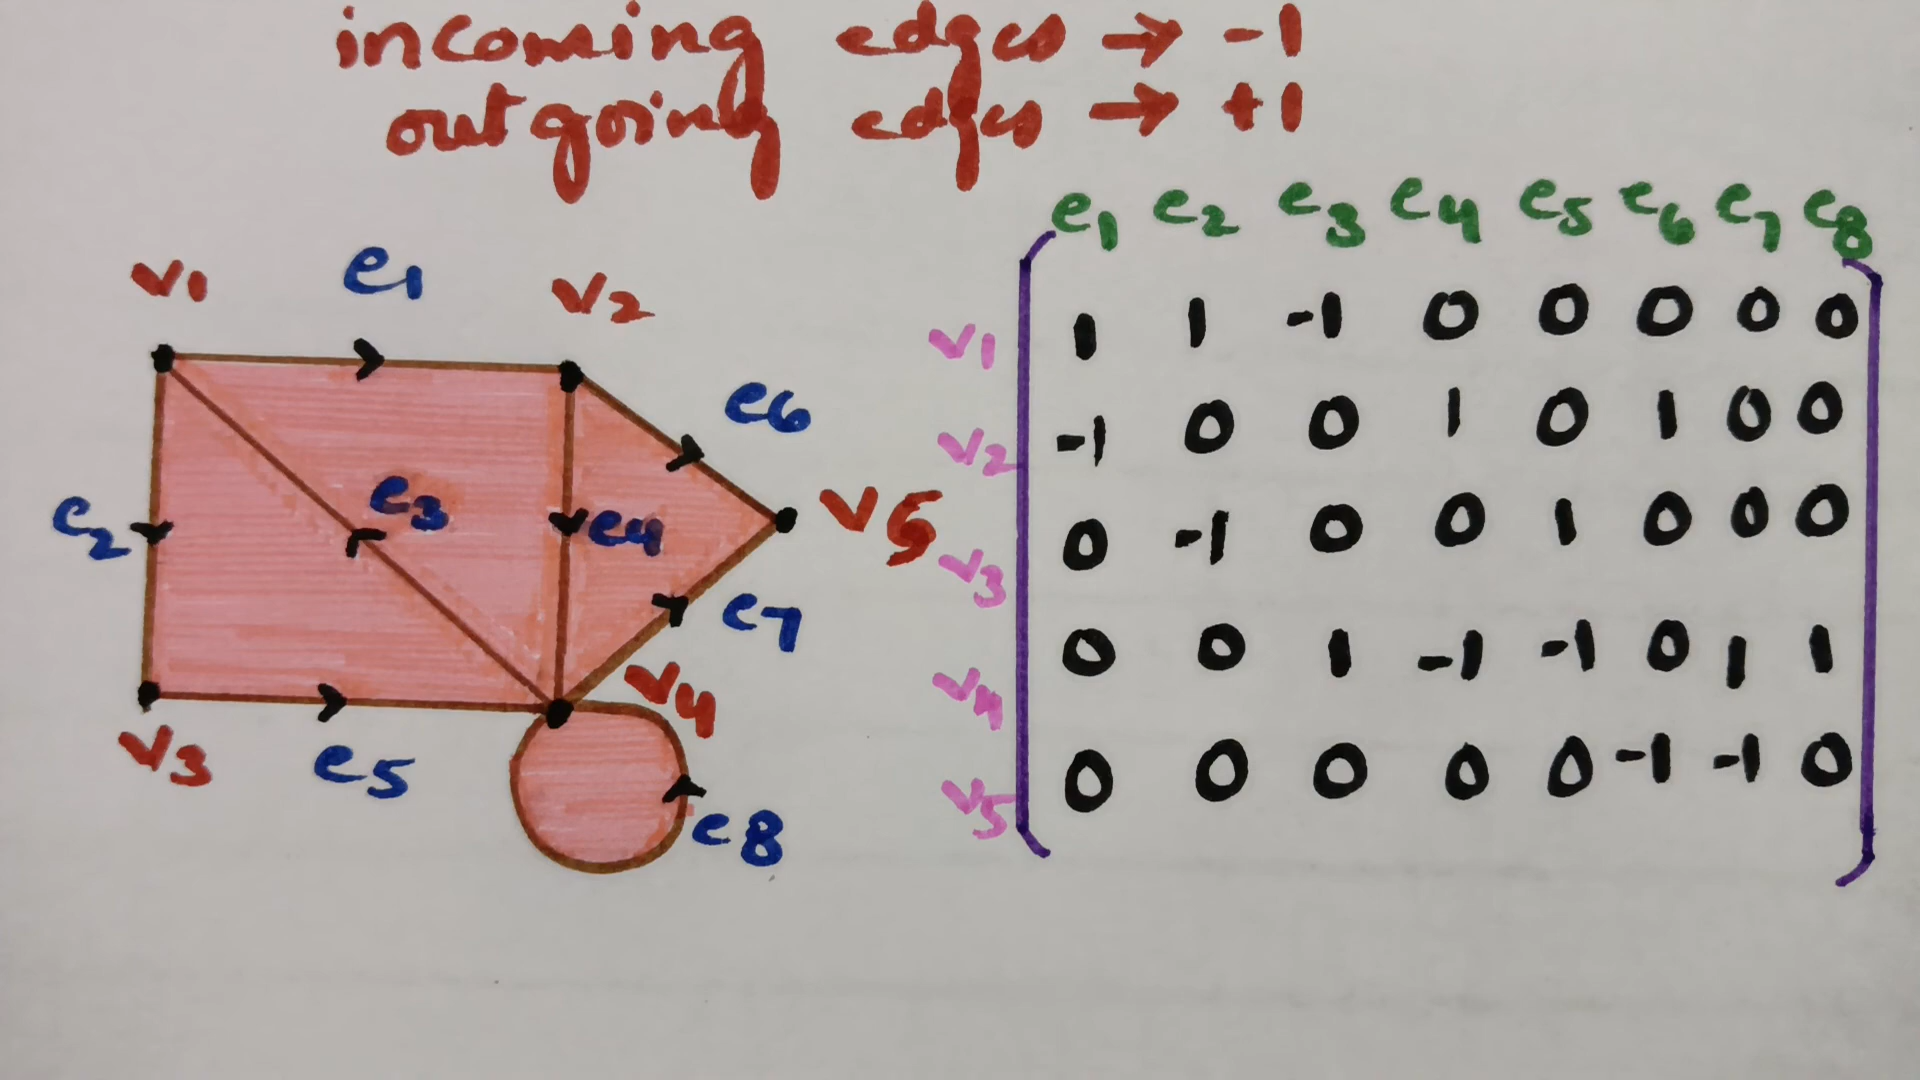 incoming edges → -1
outgoing edges → +1
e1 e2 e3 e4 e5 e6 e7 e8
v1 e1 v2
v1 1 1 -1 0 0 0 0 0
e6
v2 -1 0 0 1 0 1 0 0
e2 e3 e4 v5
v3 0 -1 0 0 1 0 0 0
e7
v4 0 0 1 -1 -1 0 1 1
v4
v3 e5
v5 0 0 0 0 0 -1 -1 0
e8